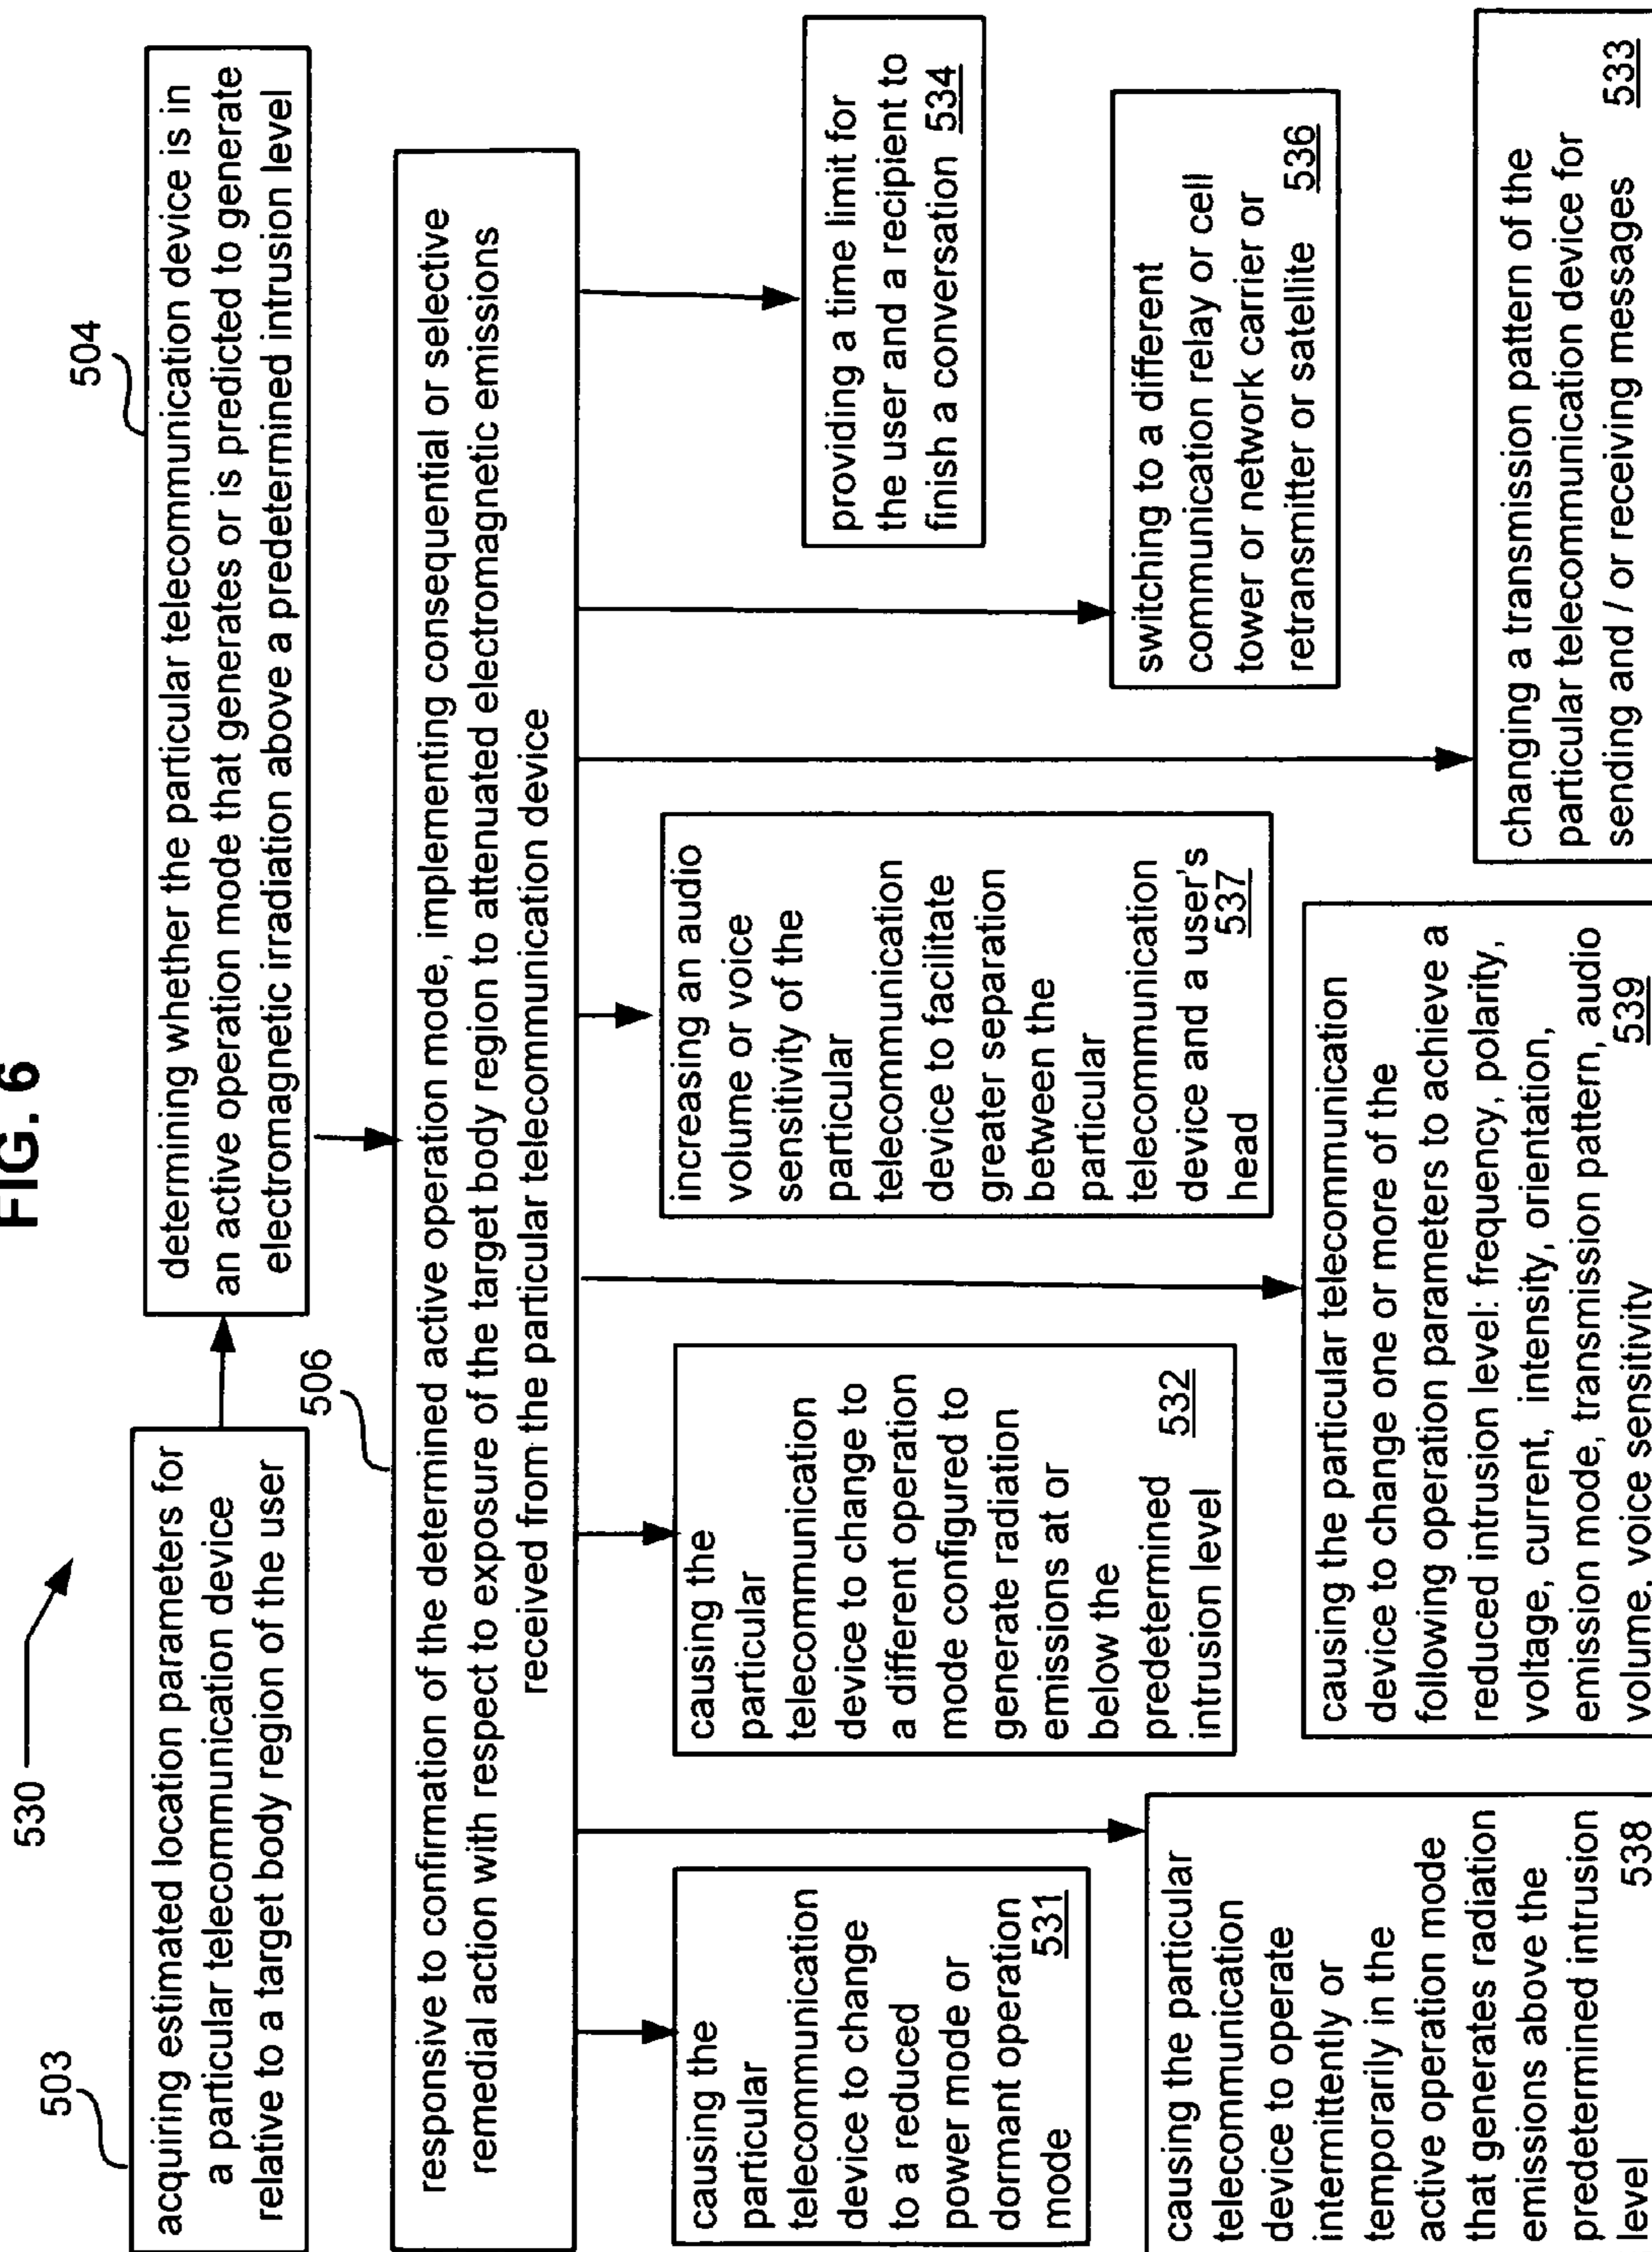 FIG. 6
530
503
acquiring estimated location parameters for
a particular telecommunication device
relative to a target body region of the user
504
determining whether the particular telecommunication device is in
an active operation mode that generates or is predicted to generate
electromagnetic irradiation above a predetermined intrusion level
506
responsive to confirmation of the determined active operation mode, implementing consequential or selective
remedial action with respect to exposure of the target body region to attenuated electromagnetic emissions
received from the particular telecommunication device
causing the
particular
telecommunication
device to change
to a reduced
power mode or
dormant operation
mode 531
causing the
particular
telecommunication
device to change to
a different operation
mode configured to
generate radiation
emissions at or
below the
predetermined 532
intrusion level
increasing an audio
volume or voice
sensitivity of the
particular
telecommunication
device to facilitate
greater separation
between the
particular
telecommunication
device and a user's
head 537
providing a time limit for
the user and a recipient to
finish a conversation 534
switching to a different
communication relay or cell
tower or network carrier or
retransmitter or satellite 536
causing the particular
telecommunication
device to operate
intermittently or
temporarily in the
active operation mode
that generates radiation
emissions above the
predetermined intrusion
level 538
causing the particular telecommunication
device to change one or more of the
following operation parameters to achieve a
reduced intrusion level: frequency, polarity,
voltage, current, intensity, orientation,
emission mode, transmission pattern, audio
volume, voice sensitivity 539
changing a transmission pattern of the
particular telecommunication device for
sending and / or receiving messages 533